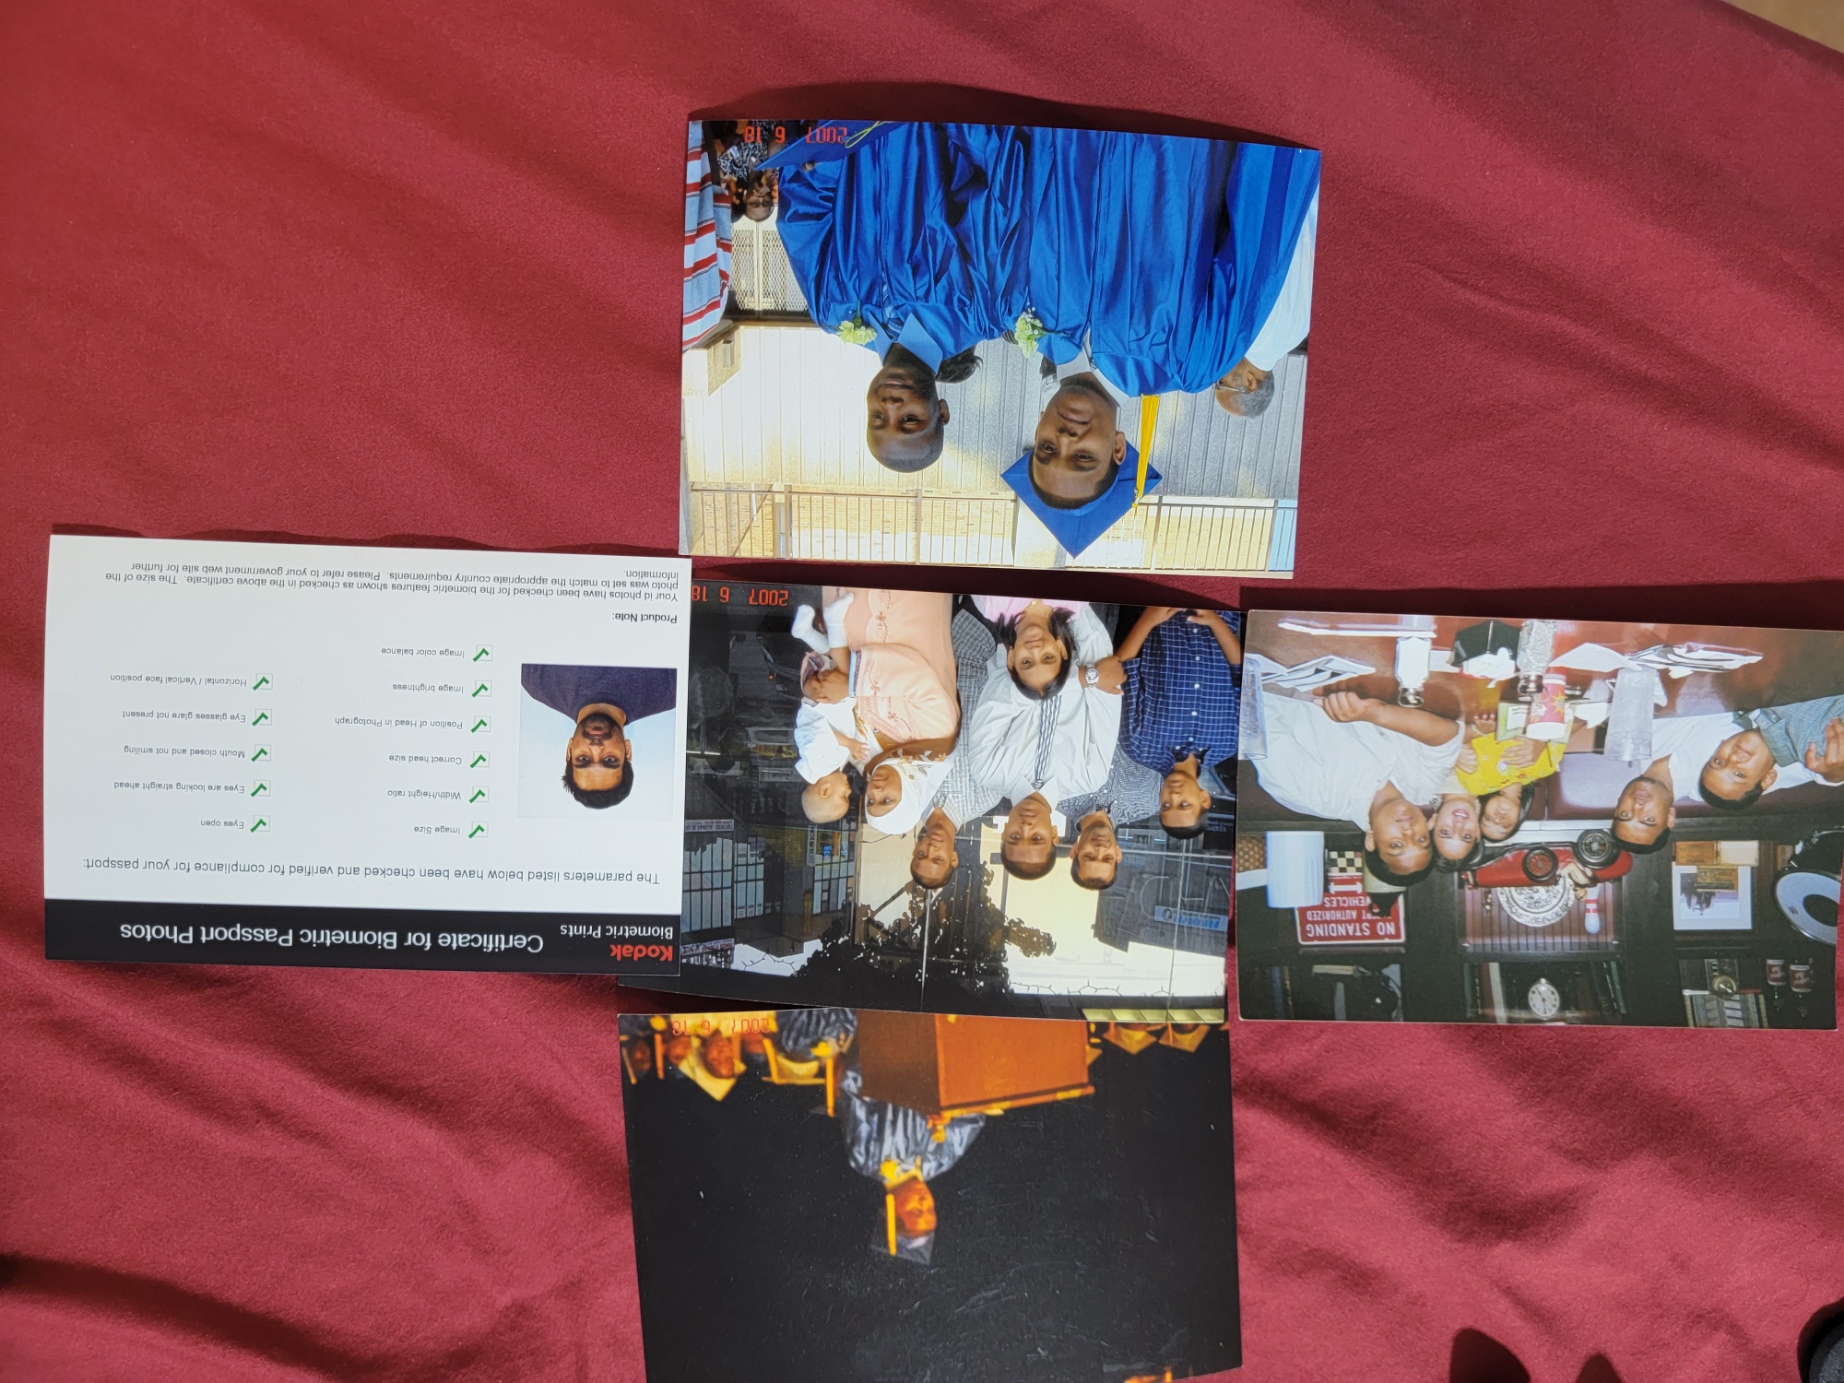 Kodak
Biometric Prints
Certificate for Biometric Passport Photos
The parameters listed below have been checked and verified for compliance for your passport:
Image Size
Width/Height ratio
Correct head size
Position of Head in Photograph
Image brightness
Image color balance
Eyes open
Eyes are looking straight ahead
Mouth closed and not smiling
Eye glasses glare not present
Horizontal / Vertical face position
Product Note:
Your id photos have been checked for the biometric features shown as checked in the above certificate. The size of the
photo was set to match the appropriate country requirements. Please refer to your government web site for further
information.
2007 6 18
2007 6 18
2007 6 18
NO STANDING
AUTHORIZED
VEHICLES